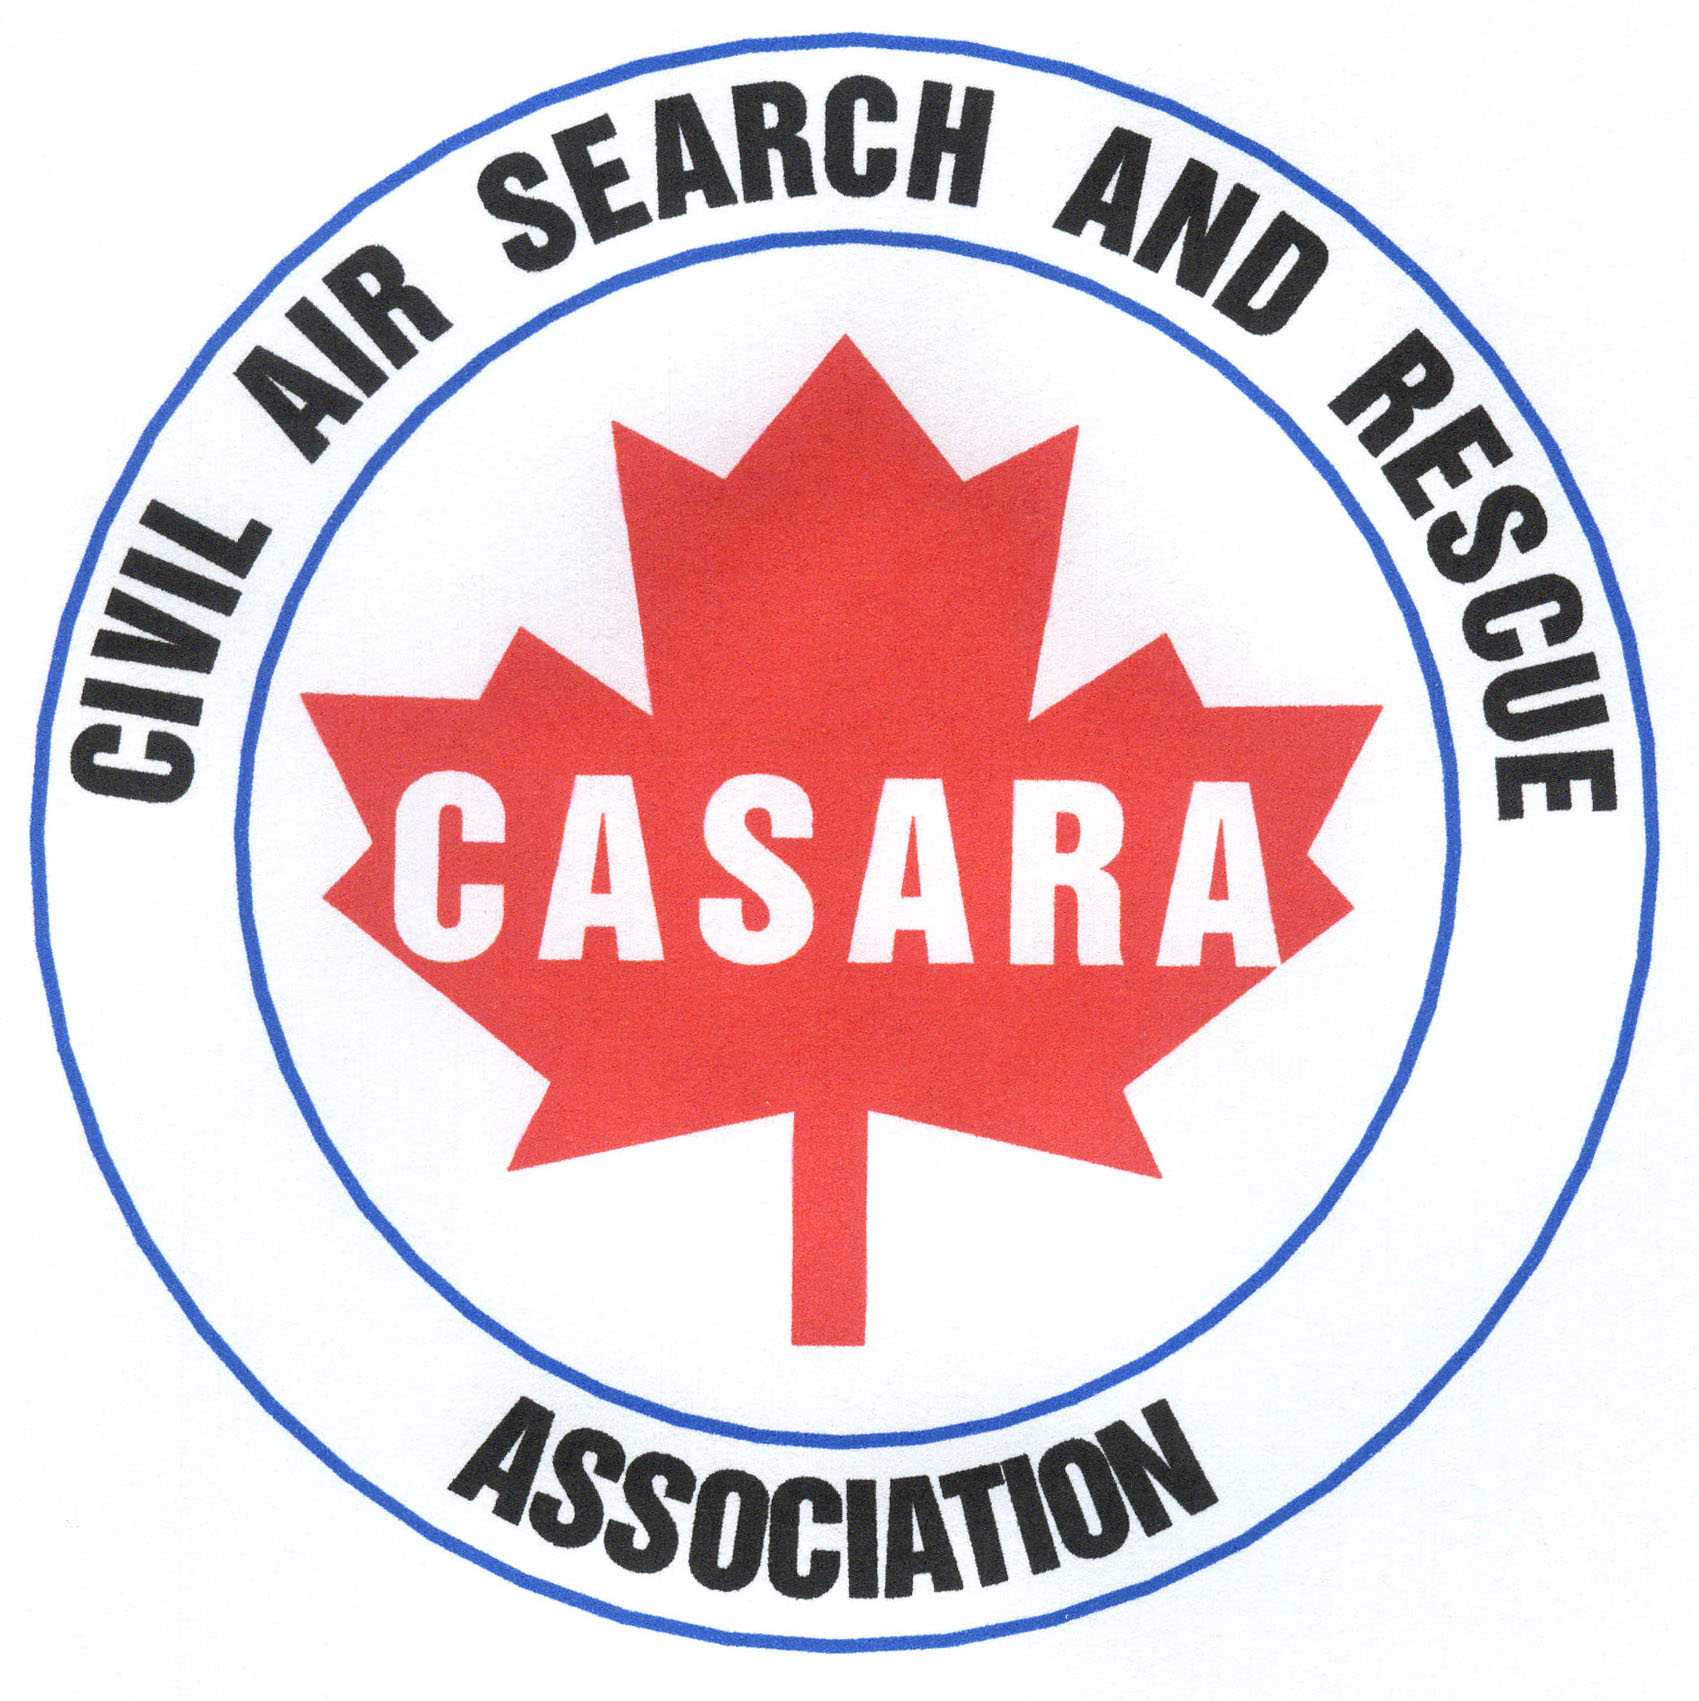 CIVIL AIR SEARCH AND RESCUE
CASARA
ASSOCIATION